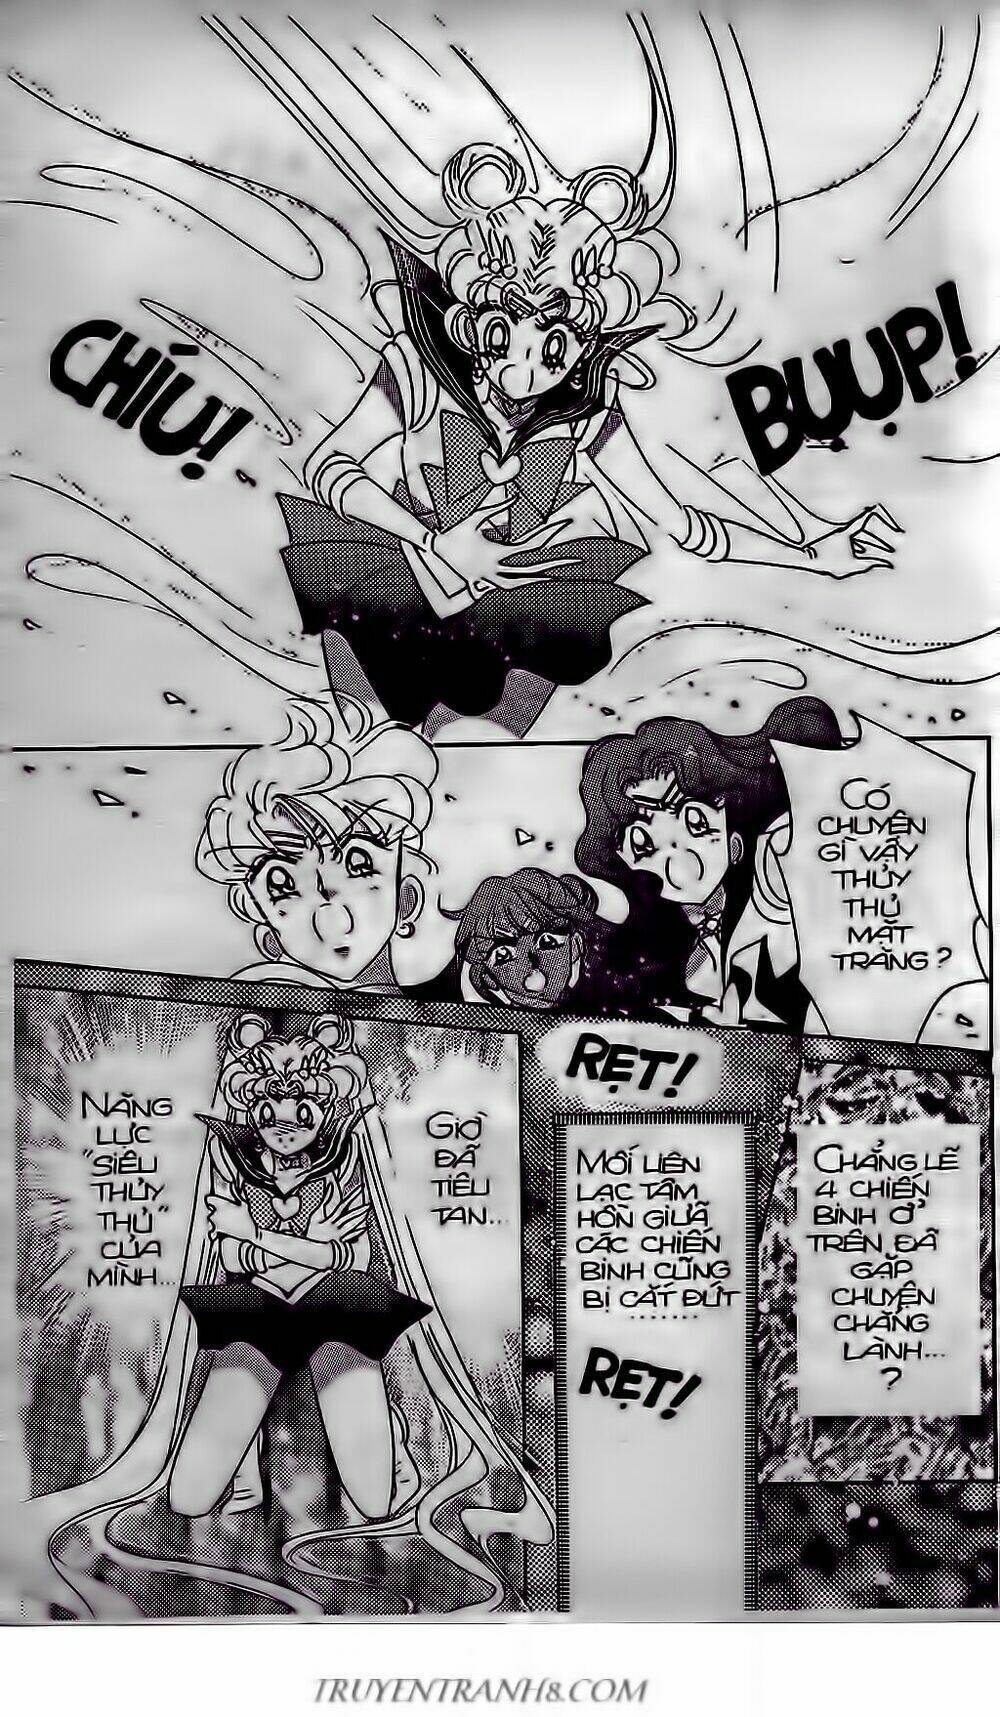 CHÍU!
BỤUP!
CÓ
CHUYỆN
GÌ VẬY
THỦY
THỦ
MẶT
TRĂNG?
RẸT!
CHẲNG LẼ
4 CHIẾN
BINH Ở
TRÊN ĐÃ
GẶP
CHUYỆN
CHẲNG
LÀNH...
?
MỐI LIÊN
LẠC TÂM
HỒN GIỮA
CÁC CHIẾN
BINH CŨNG
BỊ CẮT ĐỨT
.......
RẸT!
GIỜ
ĐÃ
TIÊU
TAN...
NĂNG
LỰC
"SIÊU
THỦY
THỦ"
CỦA
MÌNH...
TRUYENTRANH8.COM